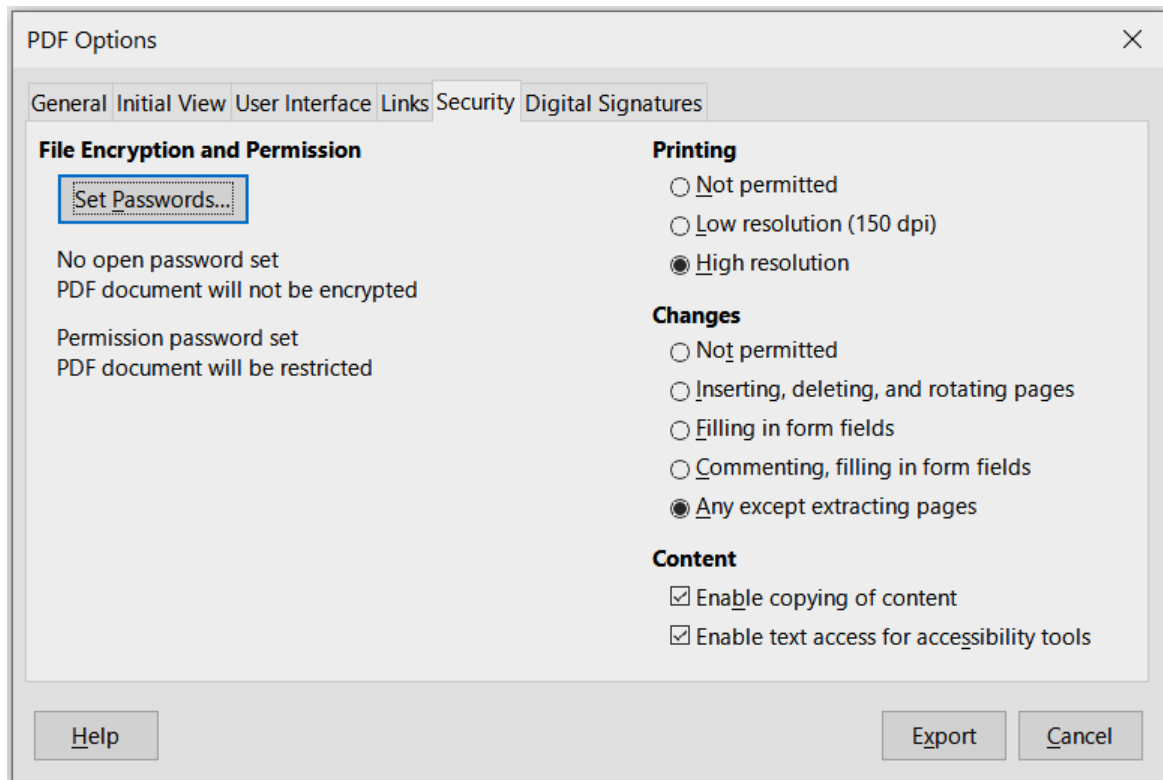 PDF Options
General Initial View User Interface Links Security Digital Signatures
File Encryption and Permission
Set Passwords...
No open password set
PDF document will not be encrypted
Permission password set
PDF document will be restricted
Printing
Not permitted
Low resolution (150 dpi)
High resolution
Changes
Not permitted
Inserting, deleting, and rotating pages
Filling in form fields
Commenting, filling in form fields
Any except extracting pages
Content
Enable copying of content
Enable text access for accessibility tools
Help
Export
Cancel